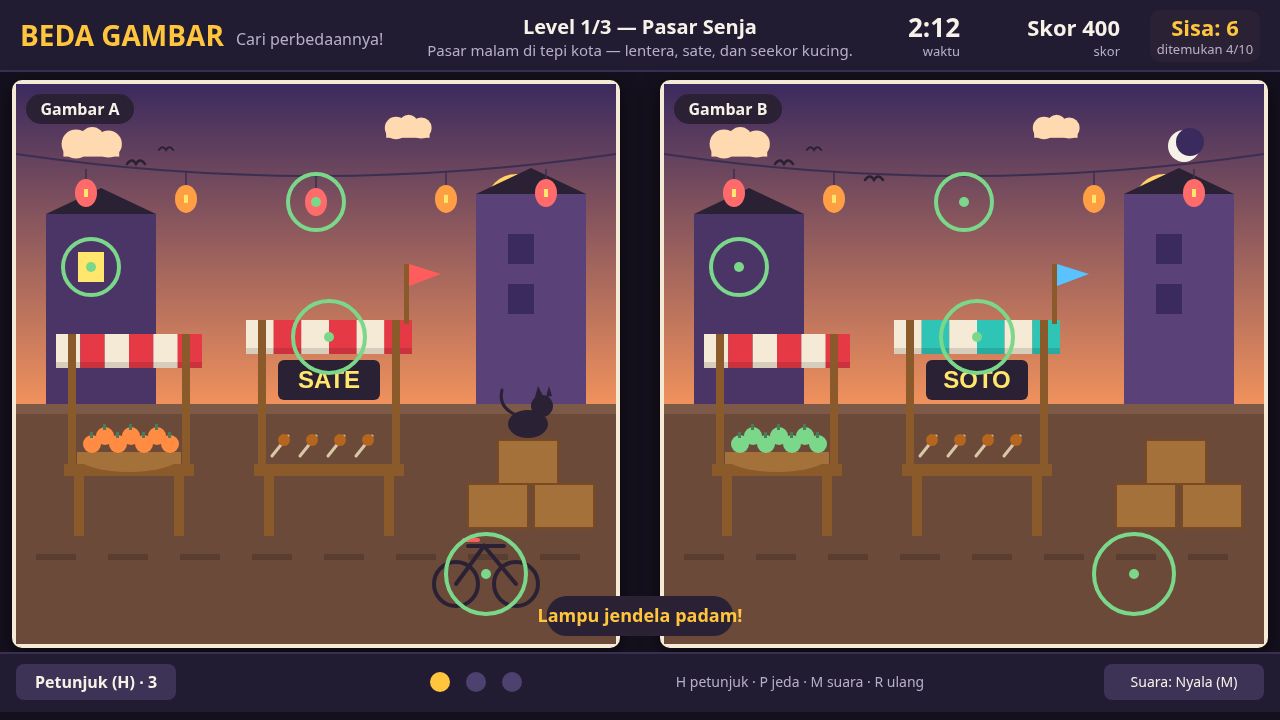 BEDA GAMBAR Cari perbedaannya!
Level 1/3 — Pasar Senja
Pasar malam di tepi kota — lentera, sate, dan seekor kucing.
2:12
waktu
Skor 400
skor
Sisa: 6
ditemukan 4/10
Gambar A
Gambar B
SATE
SOTO
Lampu jendela padam!
Petunjuk (H) · 3
H petunjuk · P jeda · M suara · R ulang
Suara: Nyala (M)